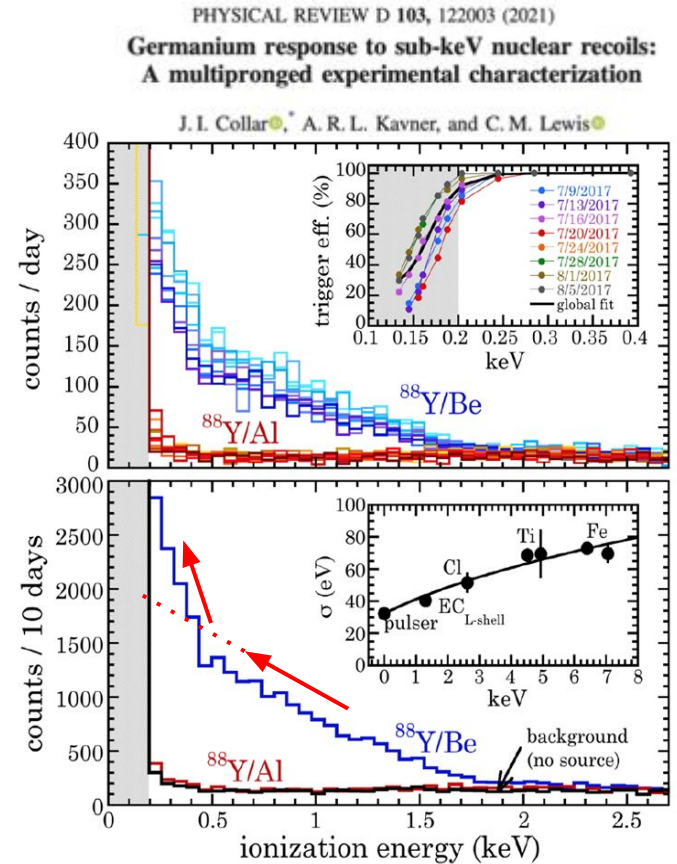 PHYSICAL REVIEW D 103, 122003 (2021)
Germanium response to sub-keV nuclear recoils:
A multipronged experimental characterization
J. I. Collar,* A. R. L. Kavner, and C. M. Lewis
400
350
300
250
200
150
100
50
0
counts / day
100
80
60
40
20
0
trigger eff. (%)
7/9/2017
7/13/2017
7/16/2017
7/20/2017
7/24/2017
7/28/2017
8/1/2017
8/5/2017
global fit
0.1 0.15 0.2 0.25 0.3 0.35 0.4
keV
88Y/Be
88Y/Al
3000
2500
2000
1500
1000
500
0
counts / 10 days
100
80
60
40
20
0
σ (eV)
Ti
Fe
Cl
EC L-shell
pulser
0 1 2 3 4 5 6 7 8
keV
88Y/Be
background
(no source)
88Y/Al
0 0.5 1 1.5 2 2.5
ionization energy (keV)